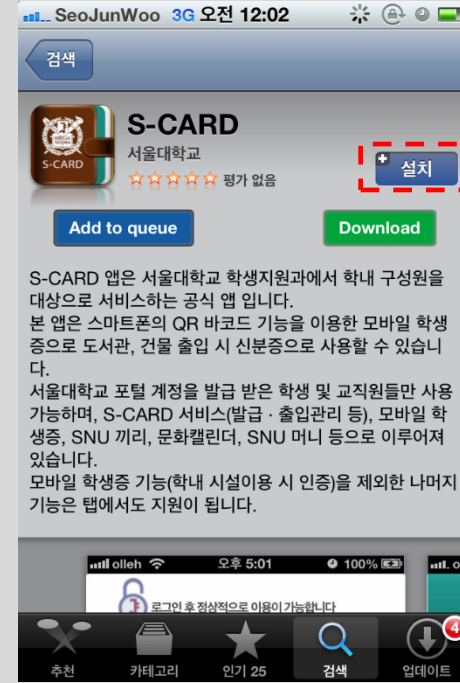 SeoJunWoo 3G 오전 12:02
검색
S-CARD
S-CARD
서울대학교
평가 없음
설치
Add to queue
Download
S-CARD 앱은 서울대학교 학생지원과에서 학내 구성원을
대상으로 서비스하는 공식 앱 입니다.
본 앱은 스마트폰의 QR 바코드 기능을 이용한 모바일 학생
증으로 도서관, 건물 출입 시 신분증으로 사용할 수 있습니
다.
서울대학교 포털 계정을 발급 받은 학생 및 교직원들만 사용
가능하며, S-CARD 서비스(발급 · 출입관리 등), 모바일 학
생증, SNU 끼리, 문화캘린더, SNU 머니 등으로 이루어져
있습니다.
모바일 학생증 기능(학내 시설이용 시 인증)을 제외한 나머지
기능은 탭에서도 지원이 됩니다.
olleh 오후 5:01 100%
로그인 후 정상적으로 이용이 가능합니다
4
추천 카테고리 인기 25 검색 업데이트